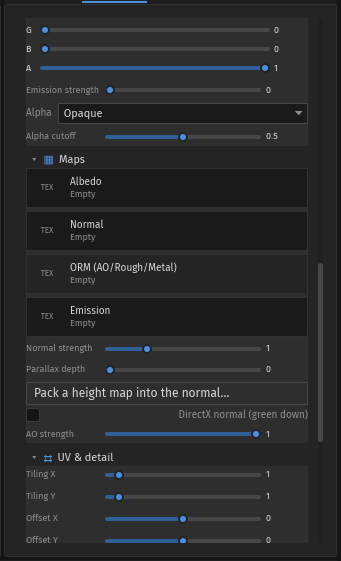 G 0
B 0
A 1
Emission strength 0
Alpha Opaque
Alpha cutoff 0.5
Maps
TEX Albedo
Empty
TEX Normal
Empty
TEX ORM (AO/Rough/Metal)
Empty
TEX Emission
Empty
Normal strength 1
Parallax depth 0
Pack a height map into the normal...
DirectX normal (green down)
AO strength 1
UV & detail
Tiling X 1
Tiling Y 1
Offset X 0
Offset Y 0